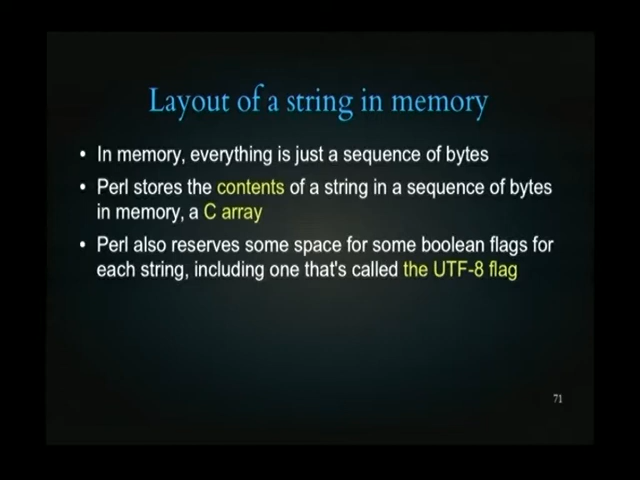 Layout of a string in memory
• In memory, everything is just a sequence of bytes
• Perl stores the contents of a string in a sequence of bytes
in memory, a C array
• Perl also reserves some space for some boolean flags for
each string, including one that's called the UTF-8 flag
71